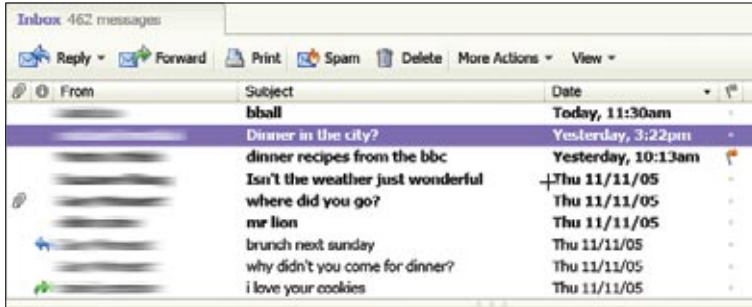 Inbox 462 messages
Reply Forward Print Spam Delete More Actions View
From Subject Date
bball Today, 11:30am
Dinner in the city? Yesterday, 3:22pm
dinner recipes from the bbc Yesterday, 10:13am
Isn't the weather just wonderful Thu 11/11/05
where did you go? Thu 11/11/05
mr lion Thu 11/11/05
brunch next sunday Thu 11/11/05
why didn't you come for dinner? Thu 11/11/05
i love your cookies Thu 11/11/05